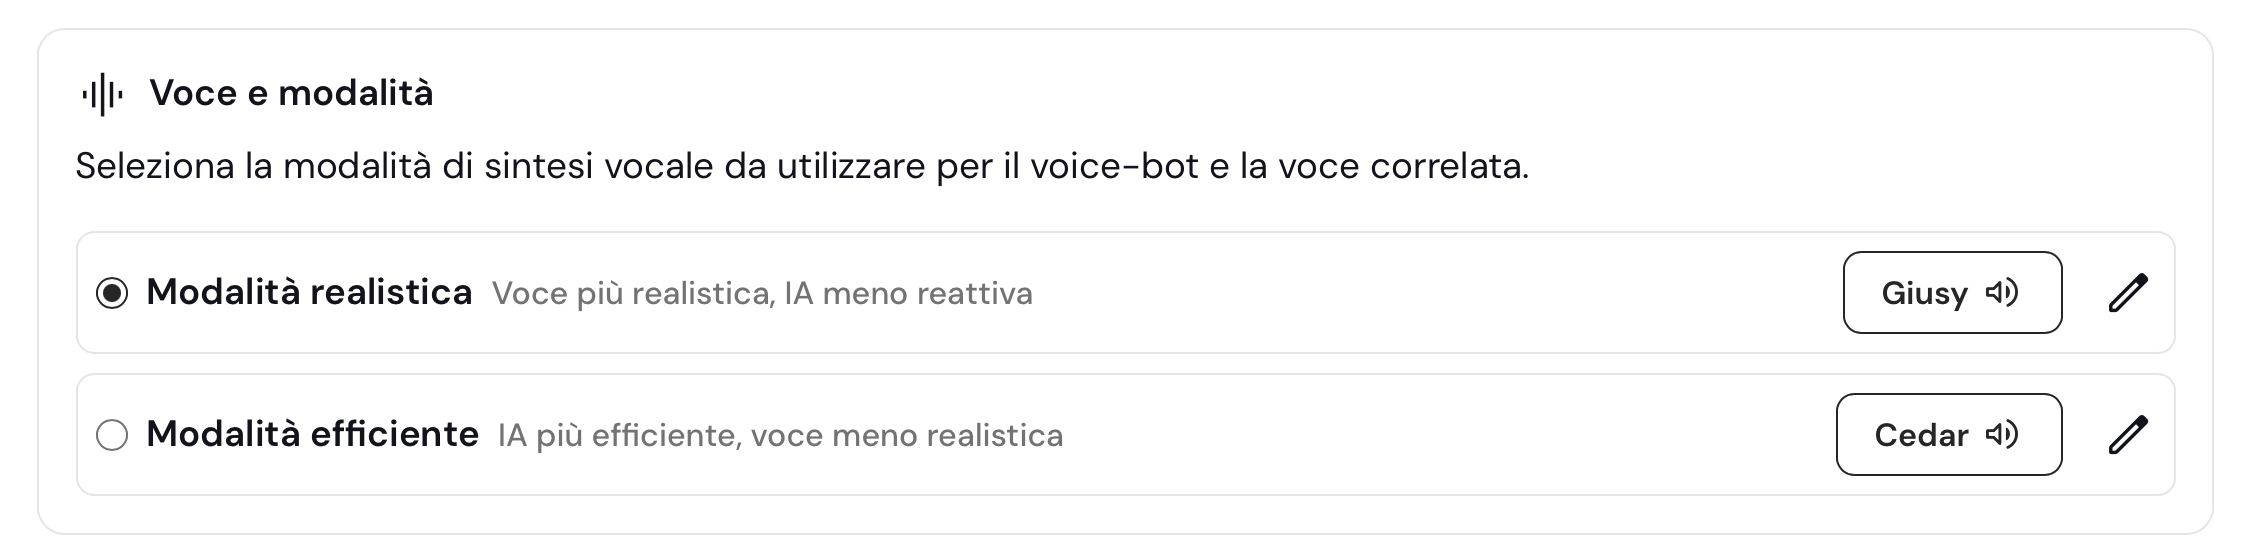 Voce e modalità
Seleziona la modalità di sintesi vocale da utilizzare per il voice-bot e la voce correlata.
Modalità realistica Voce più realistica, IA meno reattiva Giusy
Modalità efficiente IA più efficiente, voce meno realistica Cedar